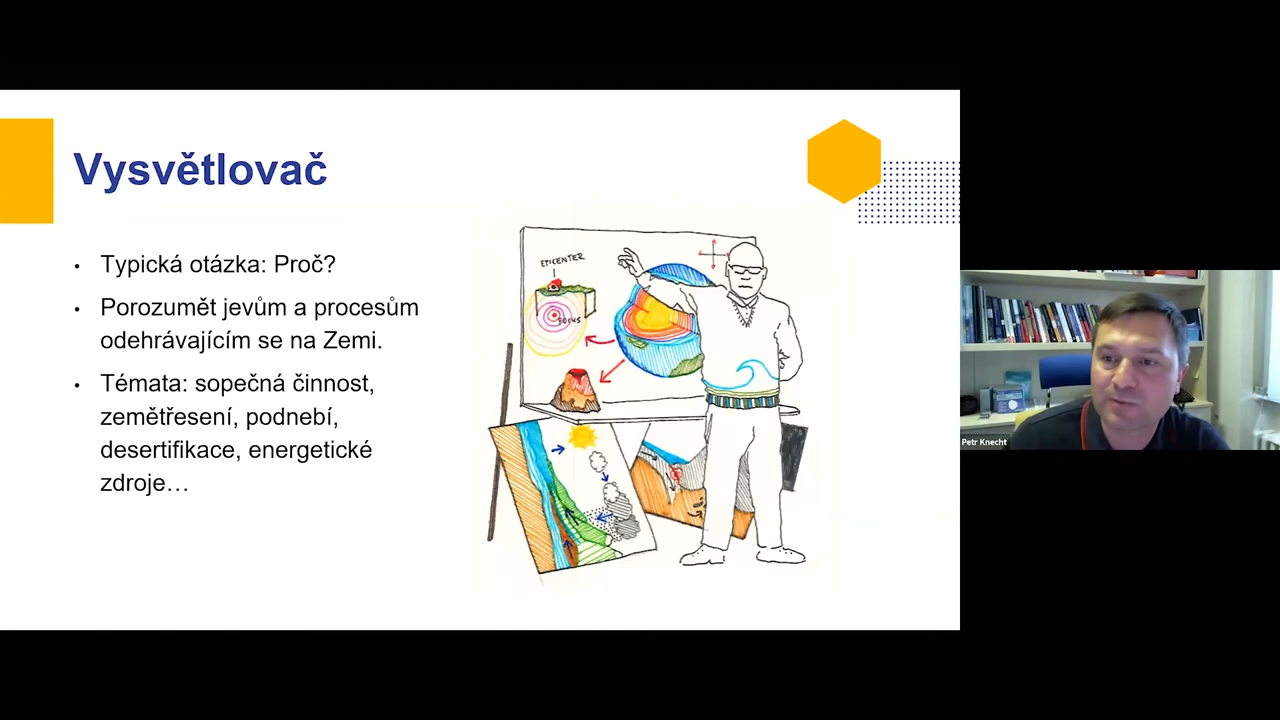 Vysvětlovač
• Typická otázka: Proč?
• Porozumět jevům a procesům
odehrávajícím se na Zemi.
• Témata: sopečná činnost,
zemětřesení, podnebí,
desertifikace, energetické
zdroje…
EPICENTER
FOCUS
Petr Knecht